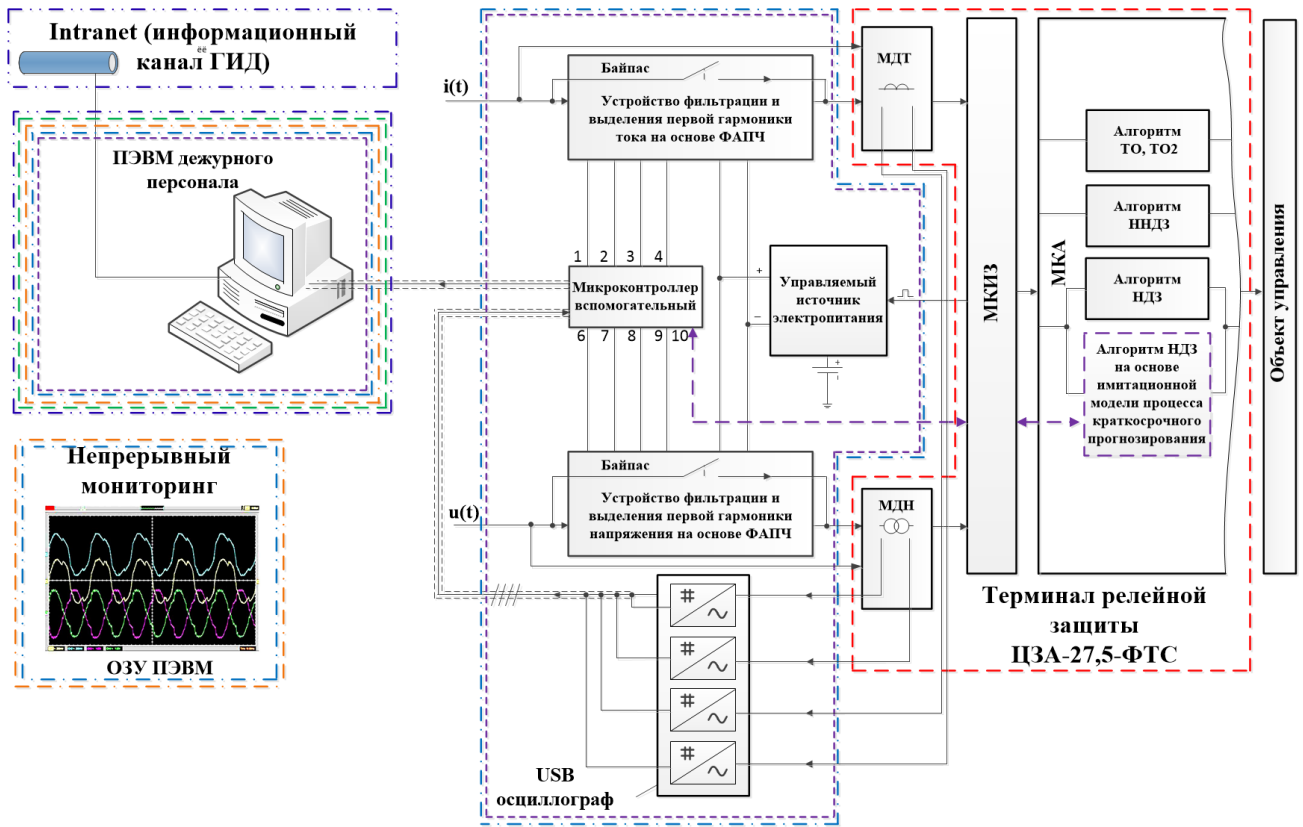 Intranet (информационный
ёё
канал ГИД)
ПЭВМ дежурного
персонала
Непрерывный
мониторинг
ОЗУ ПЭВМ
i(t)
Байпас
Устройство фильтрации и
выделения первой гармоники
тока на основе ФАПЧ
1 2 3 4
Микроконтроллер
вспомогательный
6 7 8 9 10
+
−
Управляемый
источник
электропитания
+
u(t)
Байпас
Устройство фильтрации и
выделения первой гармоники
напряжения на основе ФАПЧ
USB
осциллограф
МДТ
МДН
МКИЗ
МКА
Алгоритм
ТО, ТО2
Алгоритм
ННДЗ
Алгоритм
НДЗ
Алгоритм НДЗ
на основе
имитационной
модели процесса
краткосрочного
прогнозирования
Объект управления
Терминал релейной
защиты
ЦЗА-27,5-ФТС